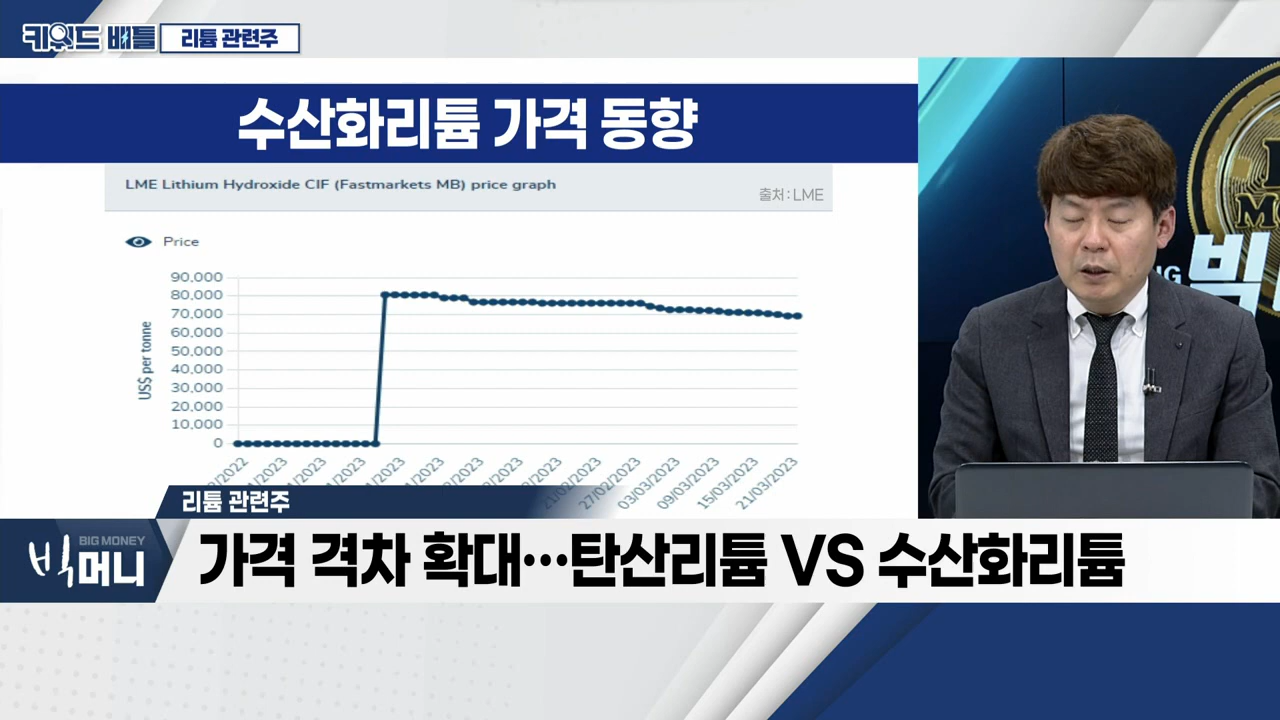 키워드 배틀
리튬 관련주
수산화리튬 가격 동향
LME Lithium Hydroxide CIF (Fastmarkets MB) price graph
출처:LME
Price
90,000
80,000
70,000
60,000
50,000
40,000
30,000
20,000
10,000
0
US$ per tonne
21/02/2023
27/02/2023
03/03/2023
09/03/2023
15/03/2023
21/03/2023
리튬 관련주
BIG MONEY
빅머니
가격 격차 확대…탄산리튬 VS 수산화리튬